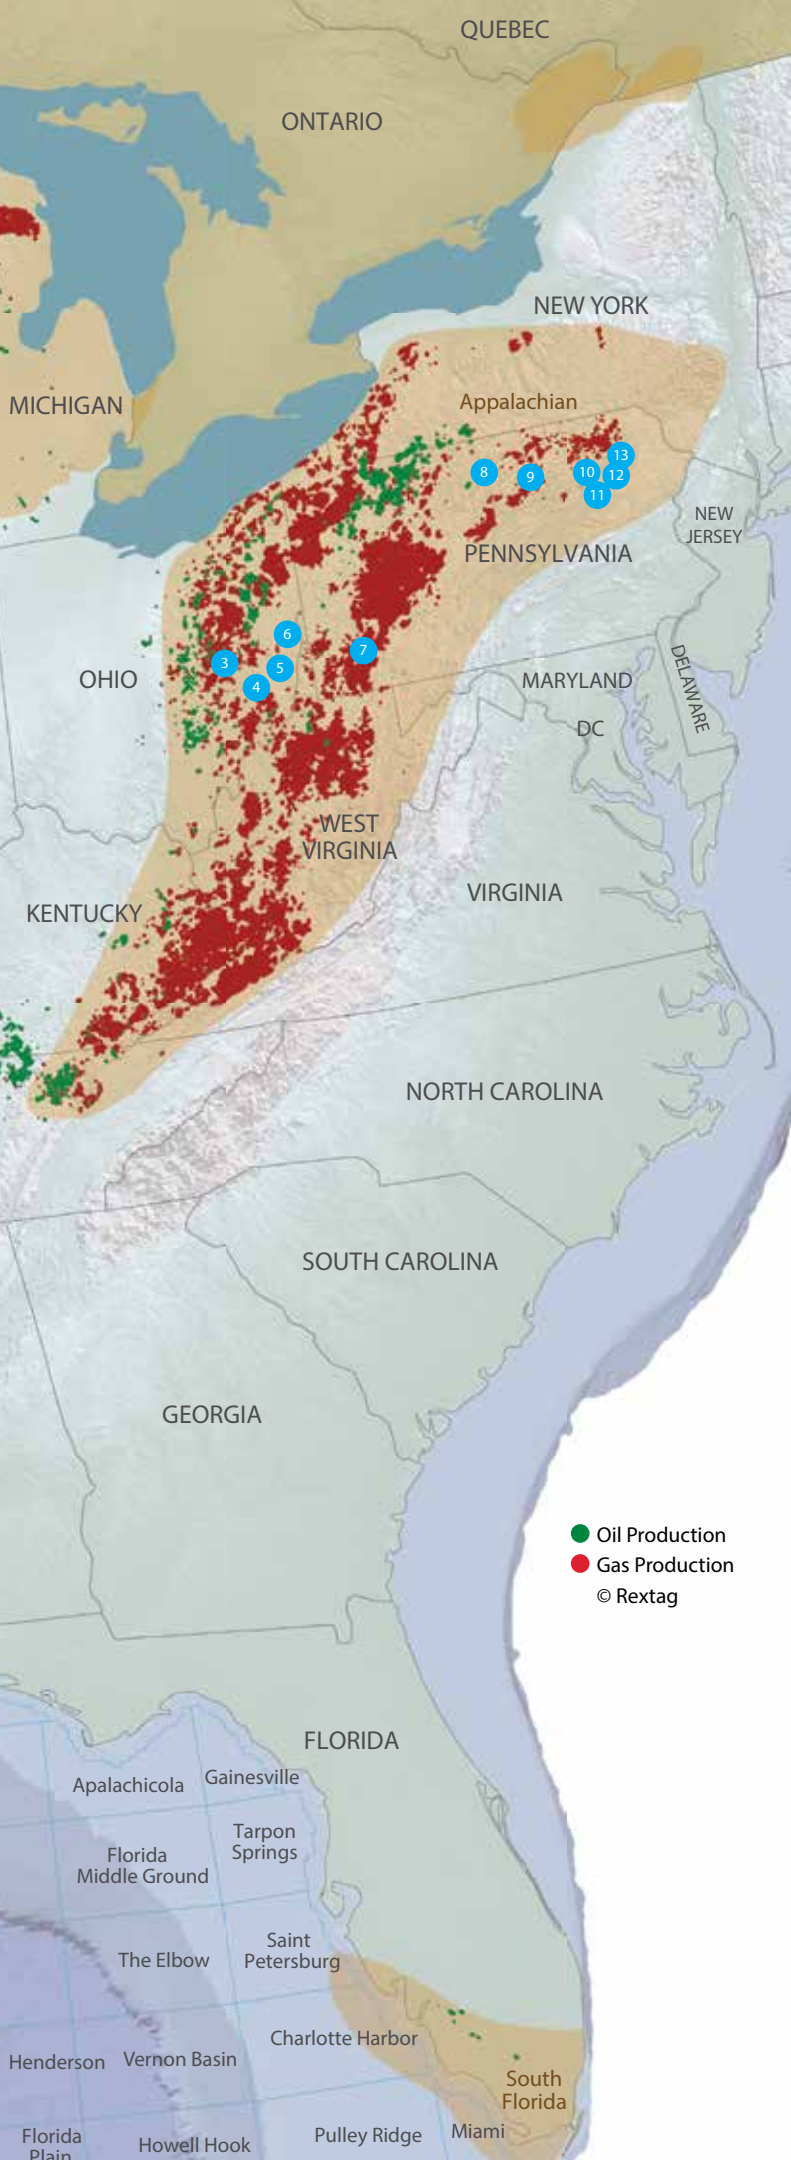 QUEBEC
ONTARIO
NEW YORK
MICHIGAN
Appalachian
13
8
9
10
12
11
NEW
JERSEY
PENNSYLVANIA
6
7
3
5
4
OHIO
MARYLAND
DELAWARE
DC
WEST
VIRGINIA
VIRGINIA
KENTUCKY
NORTH CAROLINA
SOUTH CAROLINA
GEORGIA
Oil Production
Gas Production
© Rextag
FLORIDA
Apalachicola
Gainesville
Tarpon
Springs
Florida
Middle Ground
Saint
Petersburg
The Elbow
Charlotte Harbor
Henderson
Vernon Basin
South
Florida
Miami
Pulley Ridge
Florida
Plain
Howell Hook